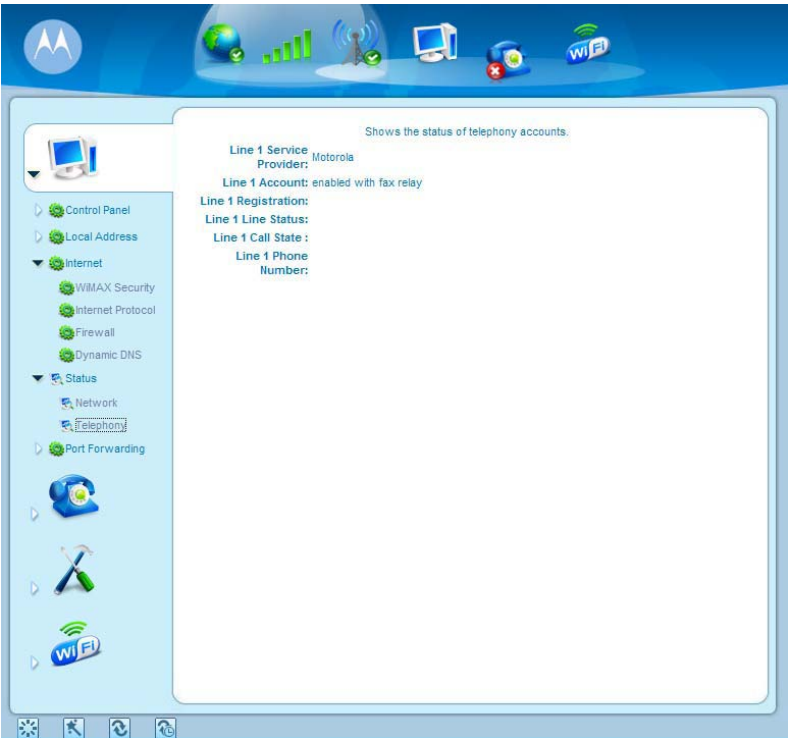 WiFi
Shows the status of telephony accounts.
Line 1 Service
Provider: Motorola
Line 1 Account: enabled with fax relay
Line 1 Registration:
Line 1 Line Status:
Line 1 Call State :
Line 1 Phone
Number:
Control Panel
Local Address
Internet
WiMAX Security
Internet Protocol
Firewall
Dynamic DNS
Status
Network
Telephony
Port Forwarding
WiFi